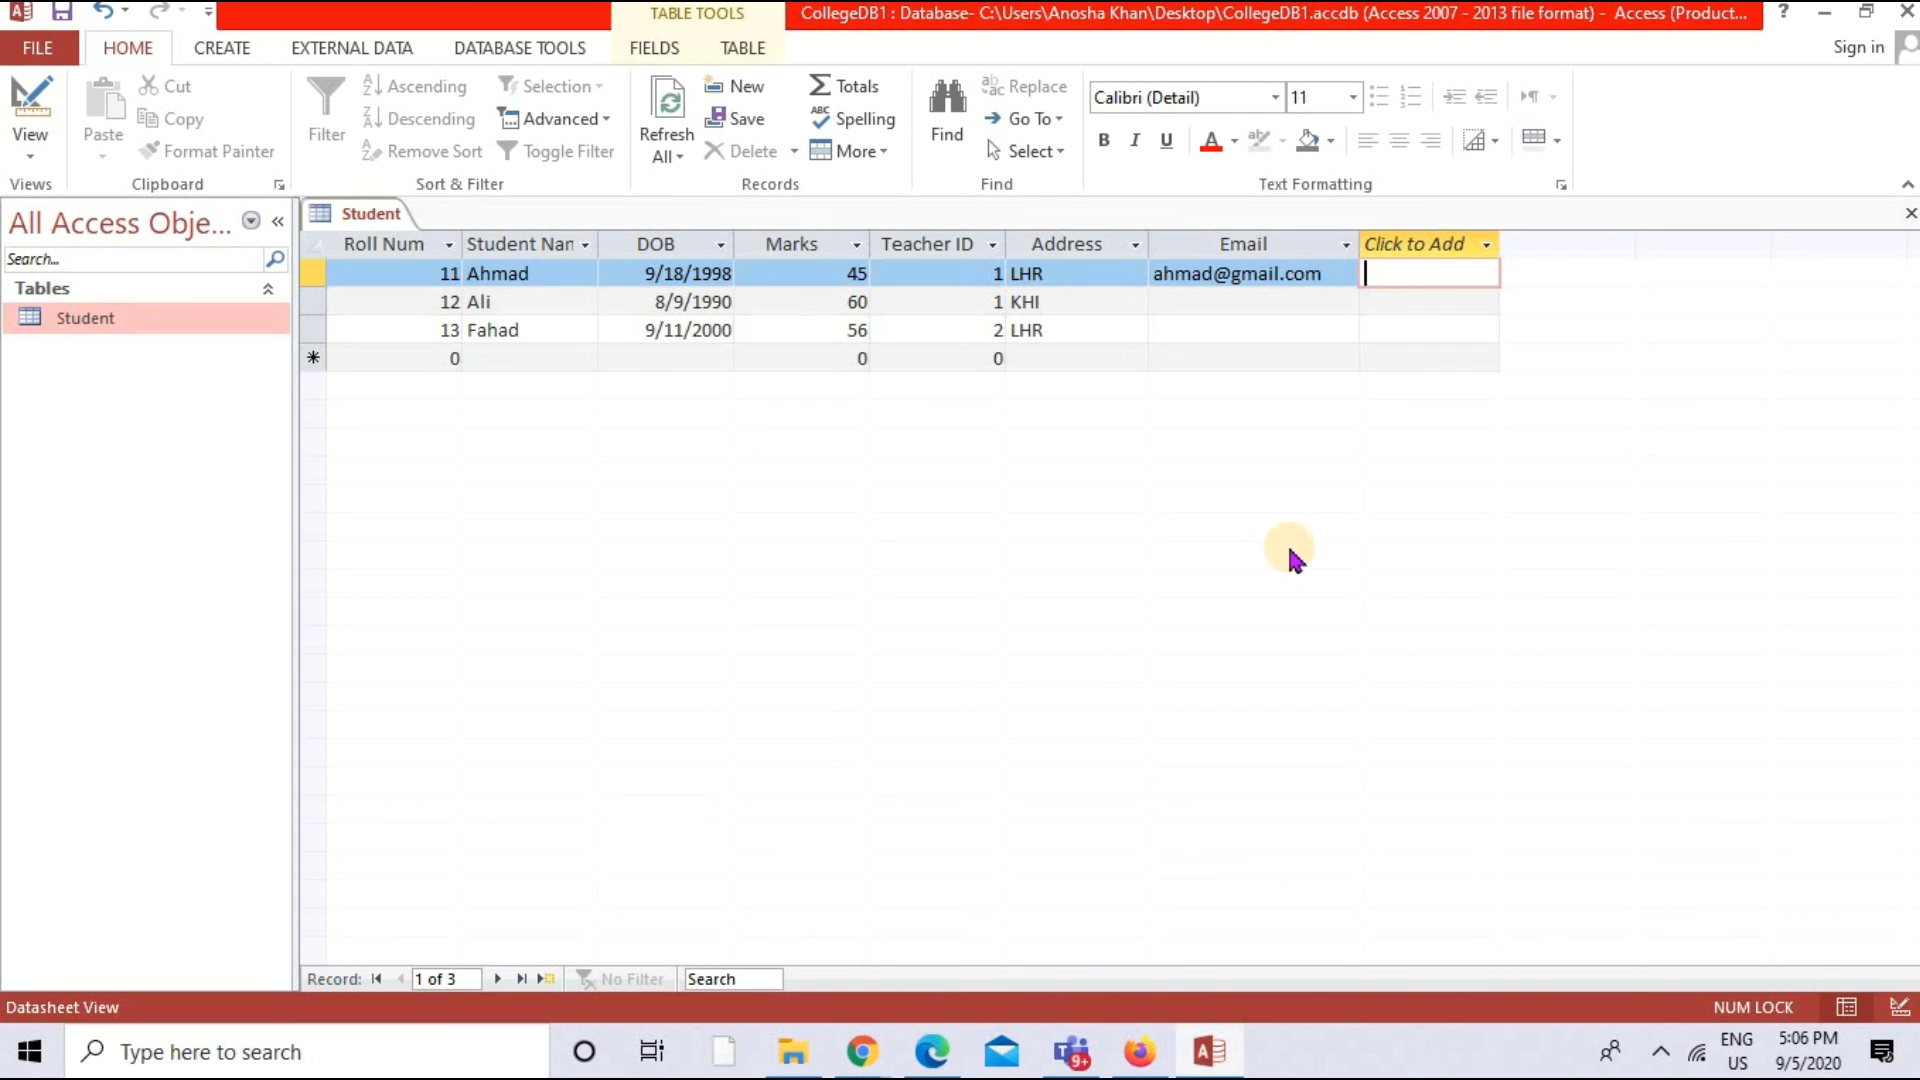 TABLE TOOLS
CollegeDB1 : Database- C:\Users\Anosha Khan\Desktop\CollegeDB1.accdb (Access 2007 - 2013 file format) - Access (Product...
?
FILE HOME CREATE EXTERNAL DATA DATABASE TOOLS FIELDS TABLE Sign in
View
Views
Paste
Cut
Copy
Format Painter
Clipboard
Filter
Ascending
Descending
Remove Sort
Selection
Advanced
Toggle Filter
Sort & Filter
Refresh
All
New
Save
Delete
Totals
Spelling
More
Records
Find
Replace
Go To
Select
Find
Calibri (Detail) 11
B I U A
Text Formatting
All Access Obje...
Search...
Tables
Student
Student
Roll Num Student Nan DOB Marks Teacher ID Address Email Click to Add
11 Ahmad 9/18/1998 45 1 LHR ahmad@gmail.com
12 Ali 8/9/1990 60 1 KHI
13 Fahad 9/11/2000 56 2 LHR
* 0 0 0
Record: 1 of 3 No Filter Search
Datasheet View NUM LOCK
Type here to search
9+
ENG
US
5:06 PM
9/5/2020